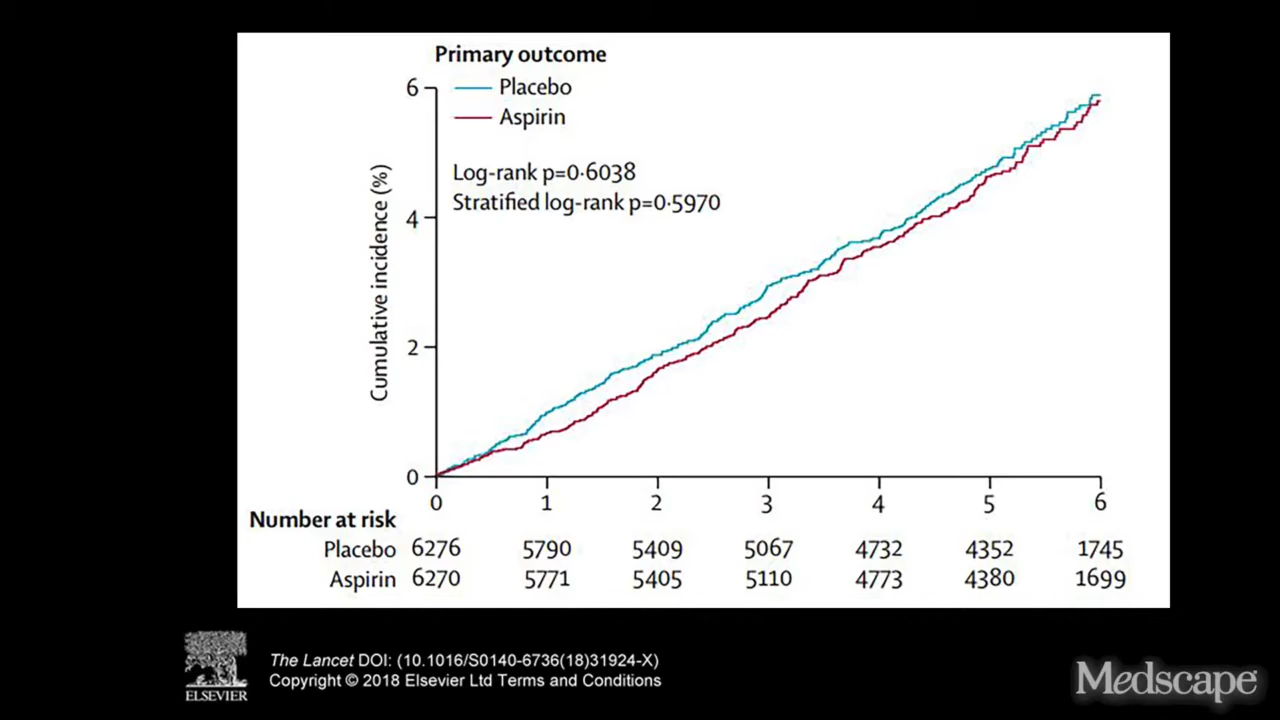 Primary outcome
Placebo
Aspirin
Log-rank p=0·6038
Stratified log-rank p=0·5970
Cumulative incidence (%)
6
4
2
0
0 1 2 3 4 5 6
Number at risk
Placebo 6276 5790 5409 5067 4732 4352 1745
Aspirin 6270 5771 5405 5110 4773 4380 1699
ELSEVIER
The Lancet DOI: (10.1016/S0140-6736(18)31924-X)
Copyright © 2018 Elsevier Ltd Terms and Conditions
Medscape